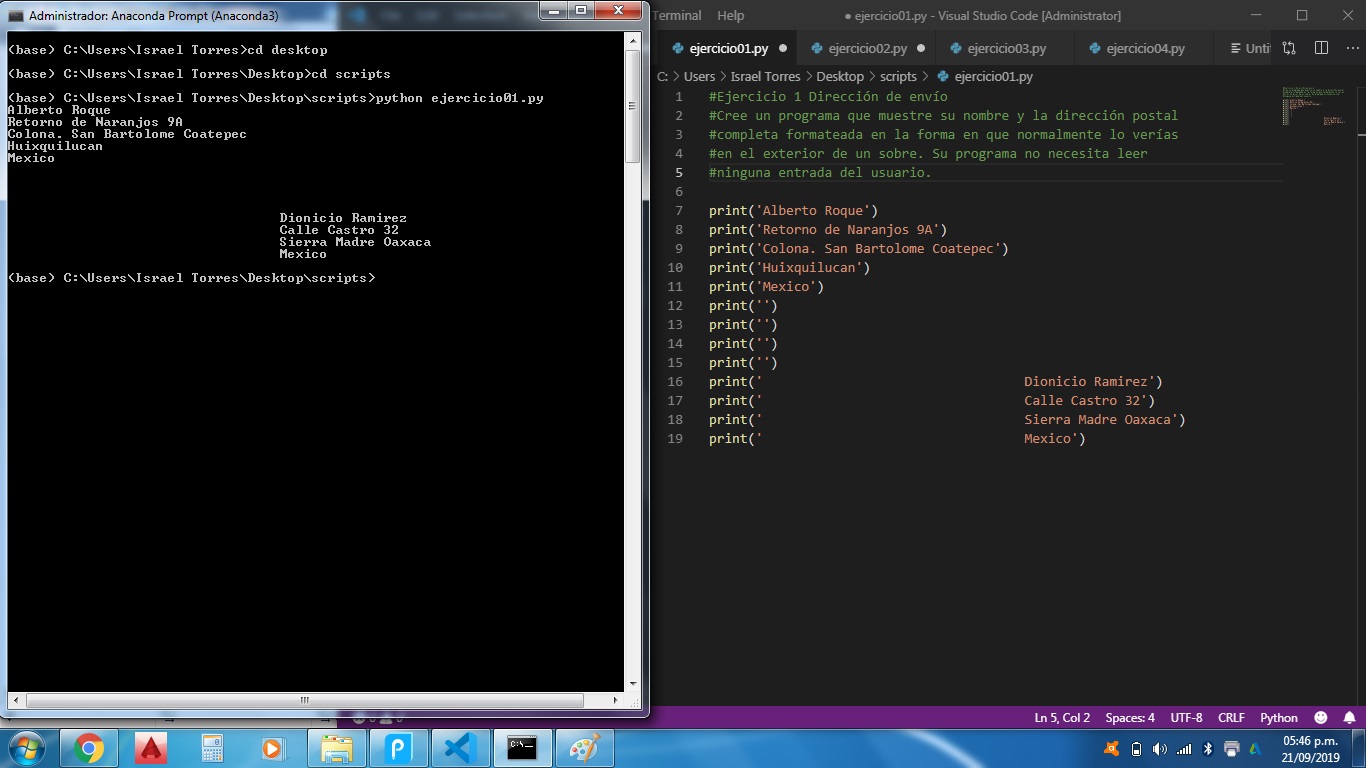 Administrador: Anaconda Prompt (Anaconda3)
(base) C:\Users\Israel Torres>cd desktop
(base) C:\Users\Israel Torres\Desktop>cd scripts
(base) C:\Users\Israel Torres\Desktop\scripts>python ejercicio01.py
Alberto Roque
Retorno de Naranjos 9A
Colona. San Bartolome Coatepec
Huixquilucan
Mexico
Dionicio Ramirez
Calle Castro 32
Sierra Madre Oaxaca
Mexico
(base) C:\Users\Israel Torres\Desktop\scripts>
Terminal Help ● ejercicio01.py - Visual Studio Code [Administrator]
ejercicio01.py ejercicio02.py ejercicio03.py ejercicio04.py Unti
C: > Users > Israel Torres > Desktop > scripts > ejercicio01.py
1 #Ejercicio 1 Dirección de envío
2 #Cree un programa que muestre su nombre y la dirección postal
3 #completa formateada en la forma en que normalmente lo verías
4 #en el exterior de un sobre. Su programa no necesita leer
5 #ninguna entrada del usuario.
6
7 print('Alberto Roque')
8 print('Retorno de Naranjos 9A')
9 print('Colona. San Bartolome Coatepec')
10 print('Huixquilucan')
11 print('Mexico')
12 print('')
13 print('')
14 print('')
15 print('')
16 print('                                  Dionicio Ramirez')
17 print('                                  Calle Castro 32')
18 print('                                  Sierra Madre Oaxaca')
19 print('                                  Mexico')
Ln 5, Col 2 Spaces: 4 UTF-8 CRLF Python
05:46 p.m.
21/09/2019